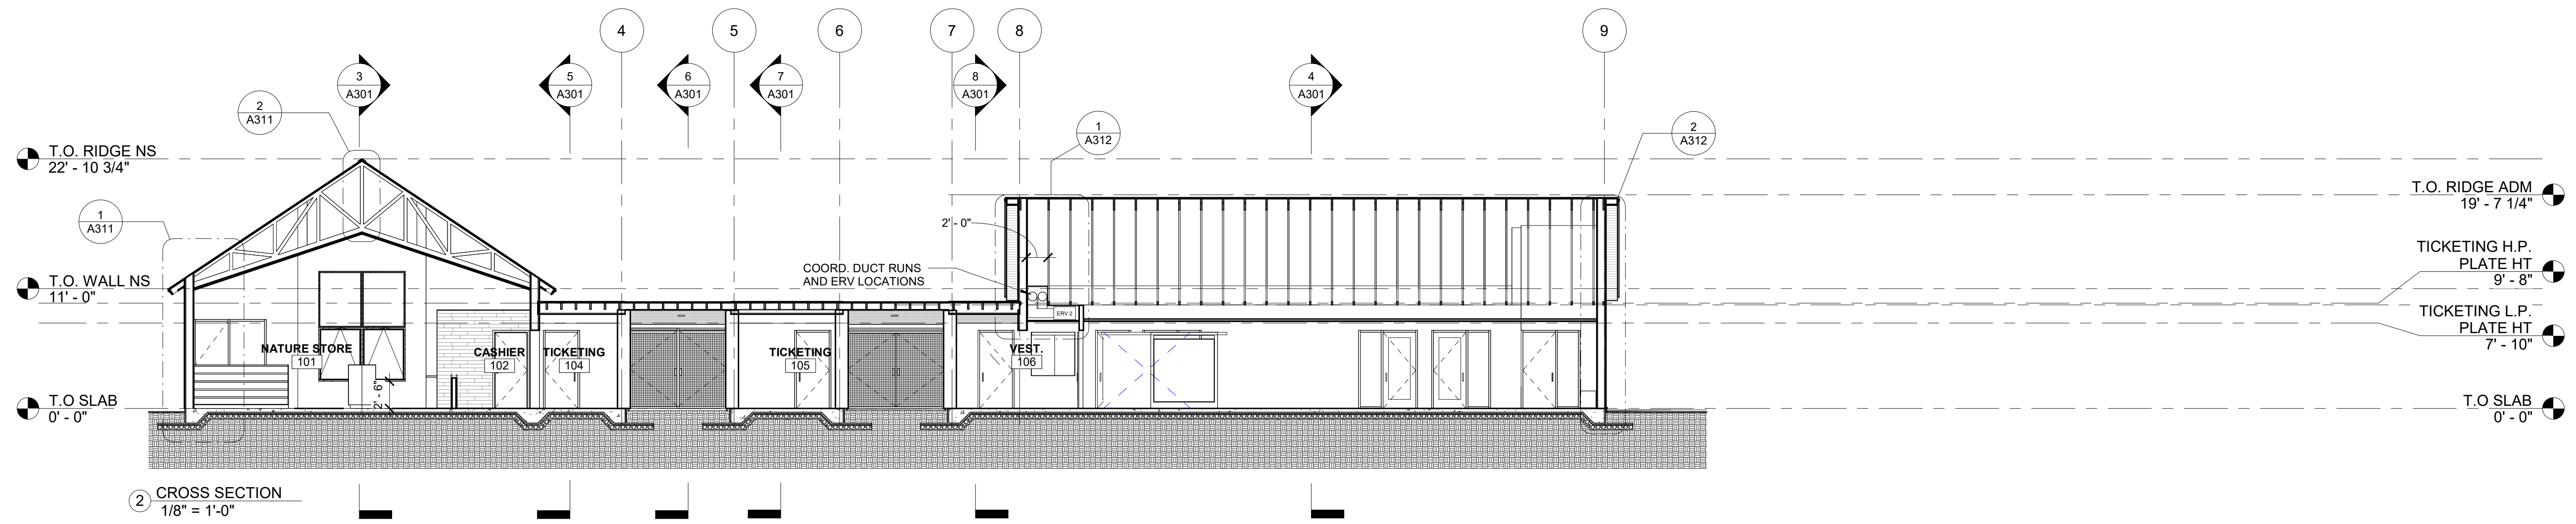 4
5
6
7
8
9
3
A301
5
A301
6
A301
7
A301
8
A301
4
A301
2
A311
1
A312
2
A312
T.O. RIDGE NS
22' - 10 3/4"
T.O. RIDGE ADM
19' - 7 1/4"
1
A311
2' - 0"
TICKETING H.P.
PLATE HT
9' - 8"
COORD. DUCT RUNS
AND ERV LOCATIONS
T.O. WALL NS
11' - 0"
ERV 2
TICKETING L.P.
PLATE HT
7' - 10"
NATURE STORE
101
CASHIER
102
TICKETING
104
TICKETING
105
VEST.
106
2' - 6"
T.O SLAB
0' - 0"
T.O SLAB
0' - 0"
2 CROSS SECTION
1/8" = 1'-0"